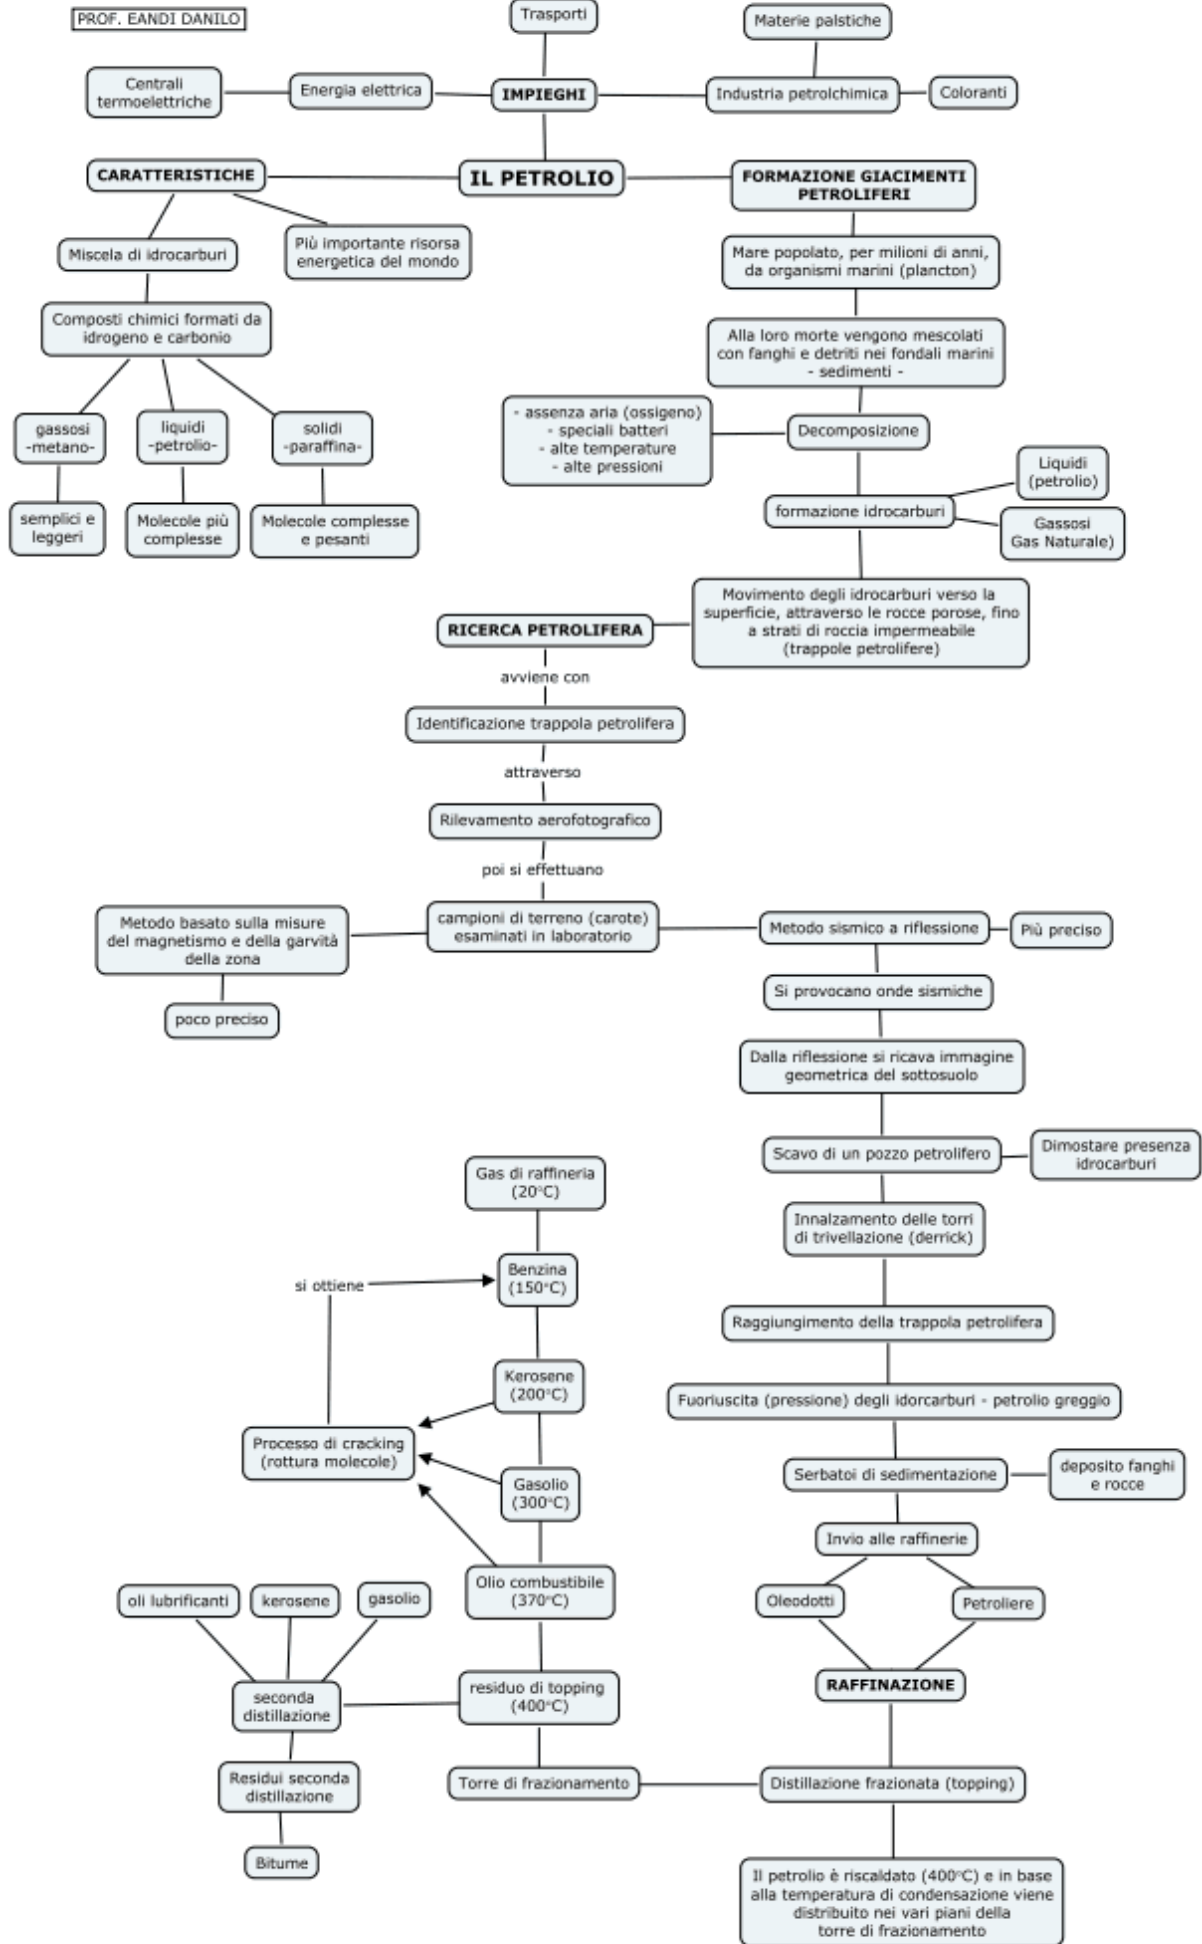 PROF. EANDI DANILO
Trasporti
Materie palstiche
Centrali
termoelettriche
Energia elettrica
IMPIEGHI
Industria petrolchimica
Coloranti
CARATTERISTICHE
IL PETROLIO
FORMAZIONE GIACIMENTI
PETROLIFERI
Miscela di idrocarburi
Più importante risorsa
energetica del mondo
Mare popolato, per milioni di anni,
da organismi marini (plancton)
Composti chimici formati da
idrogeno e carbonio
Alla loro morte vengono mescolati
con fanghi e detriti nei fondali marini
- sedimenti -
gassosi
-metano-
liquidi
-petrolio-
solidi
-paraffina-
- assenza aria (ossigeno)
- speciali batteri
- alte temperature
- alte pressioni
Decomposizione
semplici e
leggeri
Molecole più
complesse
Molecole complesse
e pesanti
formazione idrocarburi
Liquidi
(petrolio)
Gassosi
Gas Naturale)
Movimento degli idrocarburi verso la
superficie, attraverso le rocce porose, fino
a strati di roccia impermeabile
(trappole petrolifere)
RICERCA PETROLIFERA
avviene con
Identificazione trappola petrolifera
attraverso
Rilevamento aerofotografico
poi si effettuano
Metodo basato sulla misure
del magnetismo e della garvità
della zona
campioni di terreno (carote)
esaminati in laboratorio
Metodo sismico a riflessione
Più preciso
poco preciso
Si provocano onde sismiche
Dalla riflessione si ricava immagine
geometrica del sottosuolo
Scavo di un pozzo petrolifero
Dimostare presenza
idrocarburi
Innalzamento delle torri
di trivellazione (derrick)
Raggiungimento della trappola petrolifera
Fuoriuscita (pressione) degli idorcarburi - petrolio greggio
Serbatoi di sedimentazione
deposito fanghi
e rocce
Invio alle raffinerie
Oleodotti
Petroliere
RAFFINAZIONE
Gas di raffineria
(20°C)
si ottiene
Benzina
(150°C)
Kerosene
(200°C)
Processo di cracking
(rottura molecole)
Gasolio
(300°C)
Olio combustibile
(370°C)
oli lubrificanti
kerosene
gasolio
seconda
distillazione
residuo di topping
(400°C)
Residui seconda
distillazione
Torre di frazionamento
Distillazione frazionata (topping)
Bitume
Il petrolio è riscaldato (400°C) e in base
alla temperatura di condensazione viene
distribuito nei vari piani della
torre di frazionamento